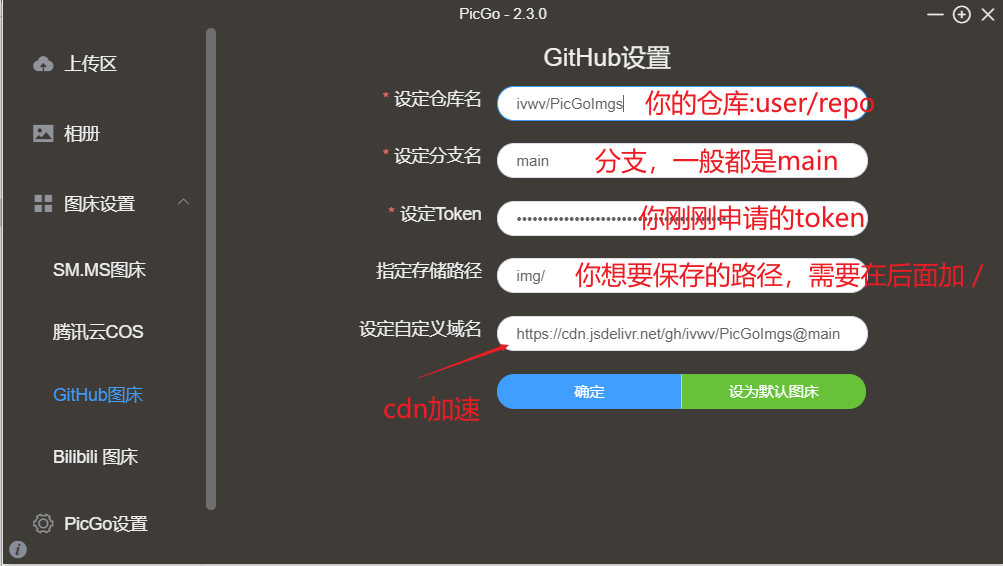 PicGo - 2.3.0
上传区
相册
图床设置
SM.MS图床
腾讯云COS
GitHub图床
Bilibili 图床
PicGo设置
GitHub设置
* 设定仓库名 ivwv/PicGoImgs 你的仓库:user/repo
* 设定分支名 main 分支，一般都是main
* 设定Token 你刚刚申请的token
指定存储路径 img/ 你想要保存的路径，需要在后面加 /
设定自定义域名 https://cdn.jsdelivr.net/gh/ivwv/PicGoImgs@main
cdn加速
确定 设为默认图床